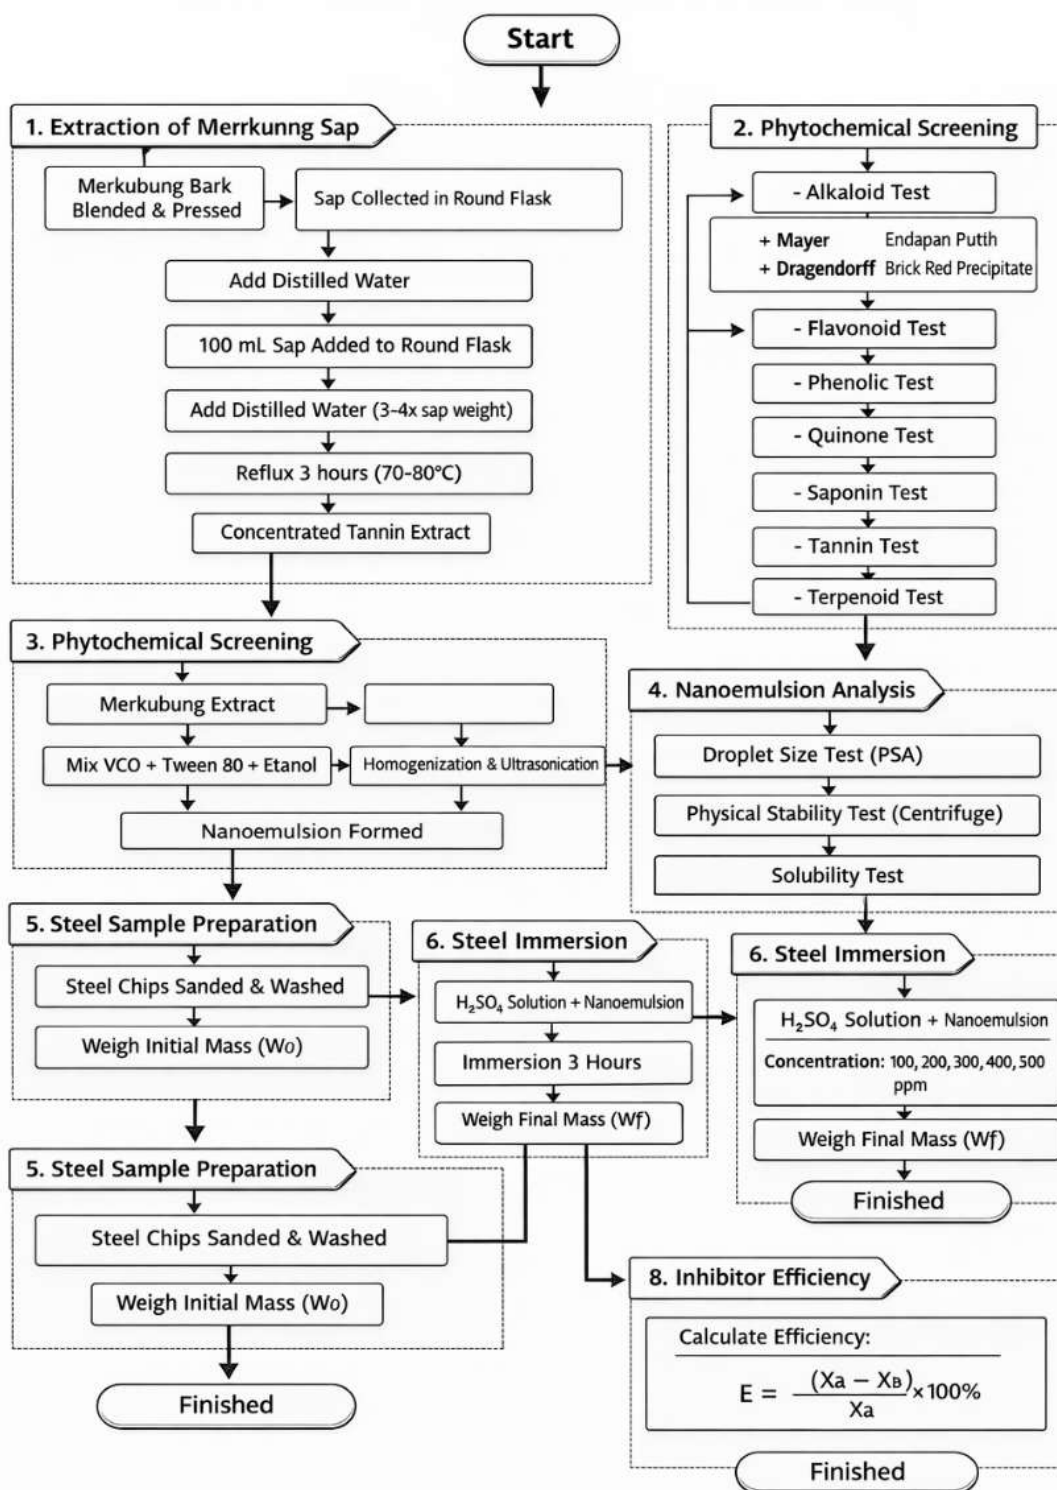 Start
1. Extraction of Merrkunng Sap
Merkubung Bark
Blended & Pressed
Sap Collected in Round Flask
Add Distilled Water
100 mL Sap Added to Round Flask
Add Distilled Water (3-4x sap weight)
Reflux 3 hours (70-80°C)
Concentrated Tannin Extract
2. Phytochemical Screening
- Alkaloid Test
+ Mayer Endapan Putth
+ Dragendorff Brick Red Precipitate
- Flavonoid Test
- Phenolic Test
- Quinone Test
- Saponin Test
- Tannin Test
- Terpenoid Test
3. Phytochemical Screening
Merkubung Extract
Mix VCO + Tween 80 + Etanol
Homogenization & Ultrasonication
Nanoemulsion Formed
4. Nanoemulsion Analysis
Droplet Size Test (PSA)
Physical Stability Test (Centrifuge)
Solubility Test
5. Steel Sample Preparation
Steel Chips Sanded & Washed
Weigh Initial Mass (Wo)
6. Steel Immersion
H₂SO₄ Solution + Nanoemulsion
Immersion 3 Hours
Weigh Final Mass (Wf)
6. Steel Immersion
H₂SO₄ Solution + Nanoemulsion
Concentration: 100, 200, 300, 400, 500
ppm
Weigh Final Mass (Wf)
Finished
5. Steel Sample Preparation
Steel Chips Sanded & Washed
Weigh Initial Mass (Wo)
Finished
8. Inhibitor Efficiency
Calculate Efficiency:
E = (Xa – XB) / Xa × 100%
Finished